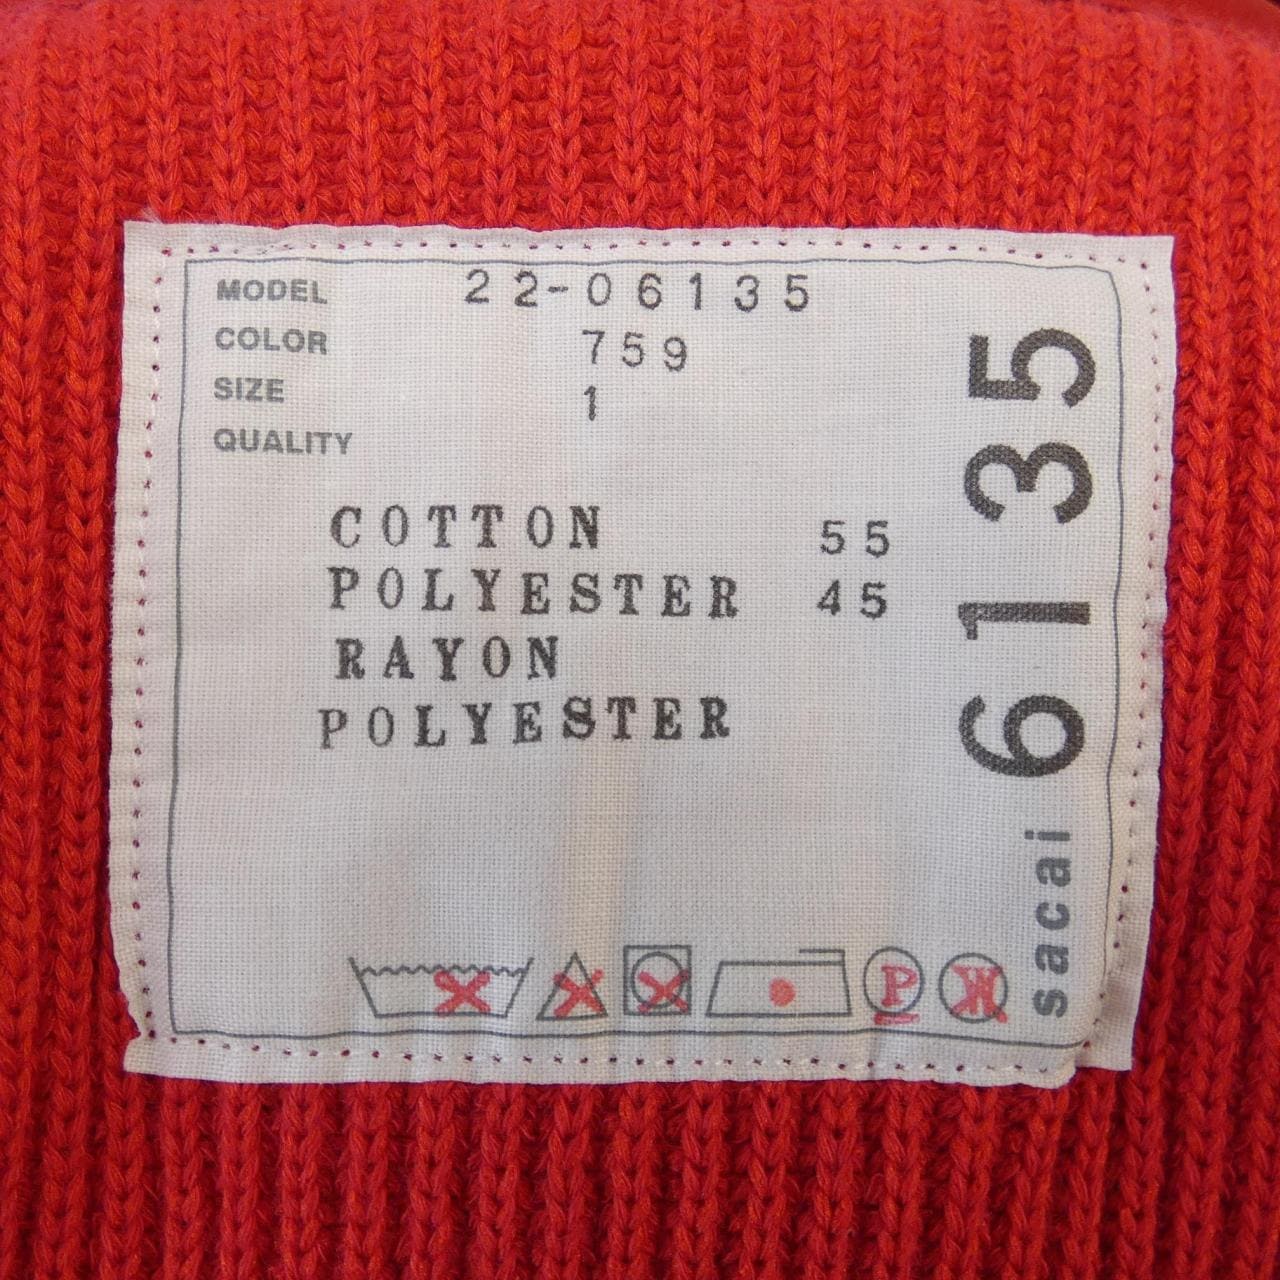 MODEL 22-06135
COLOR 759
SIZE 1
QUALITY
COTTON 55
POLYESTER 45
RAYON
POLYESTER
P W
sacai 6135